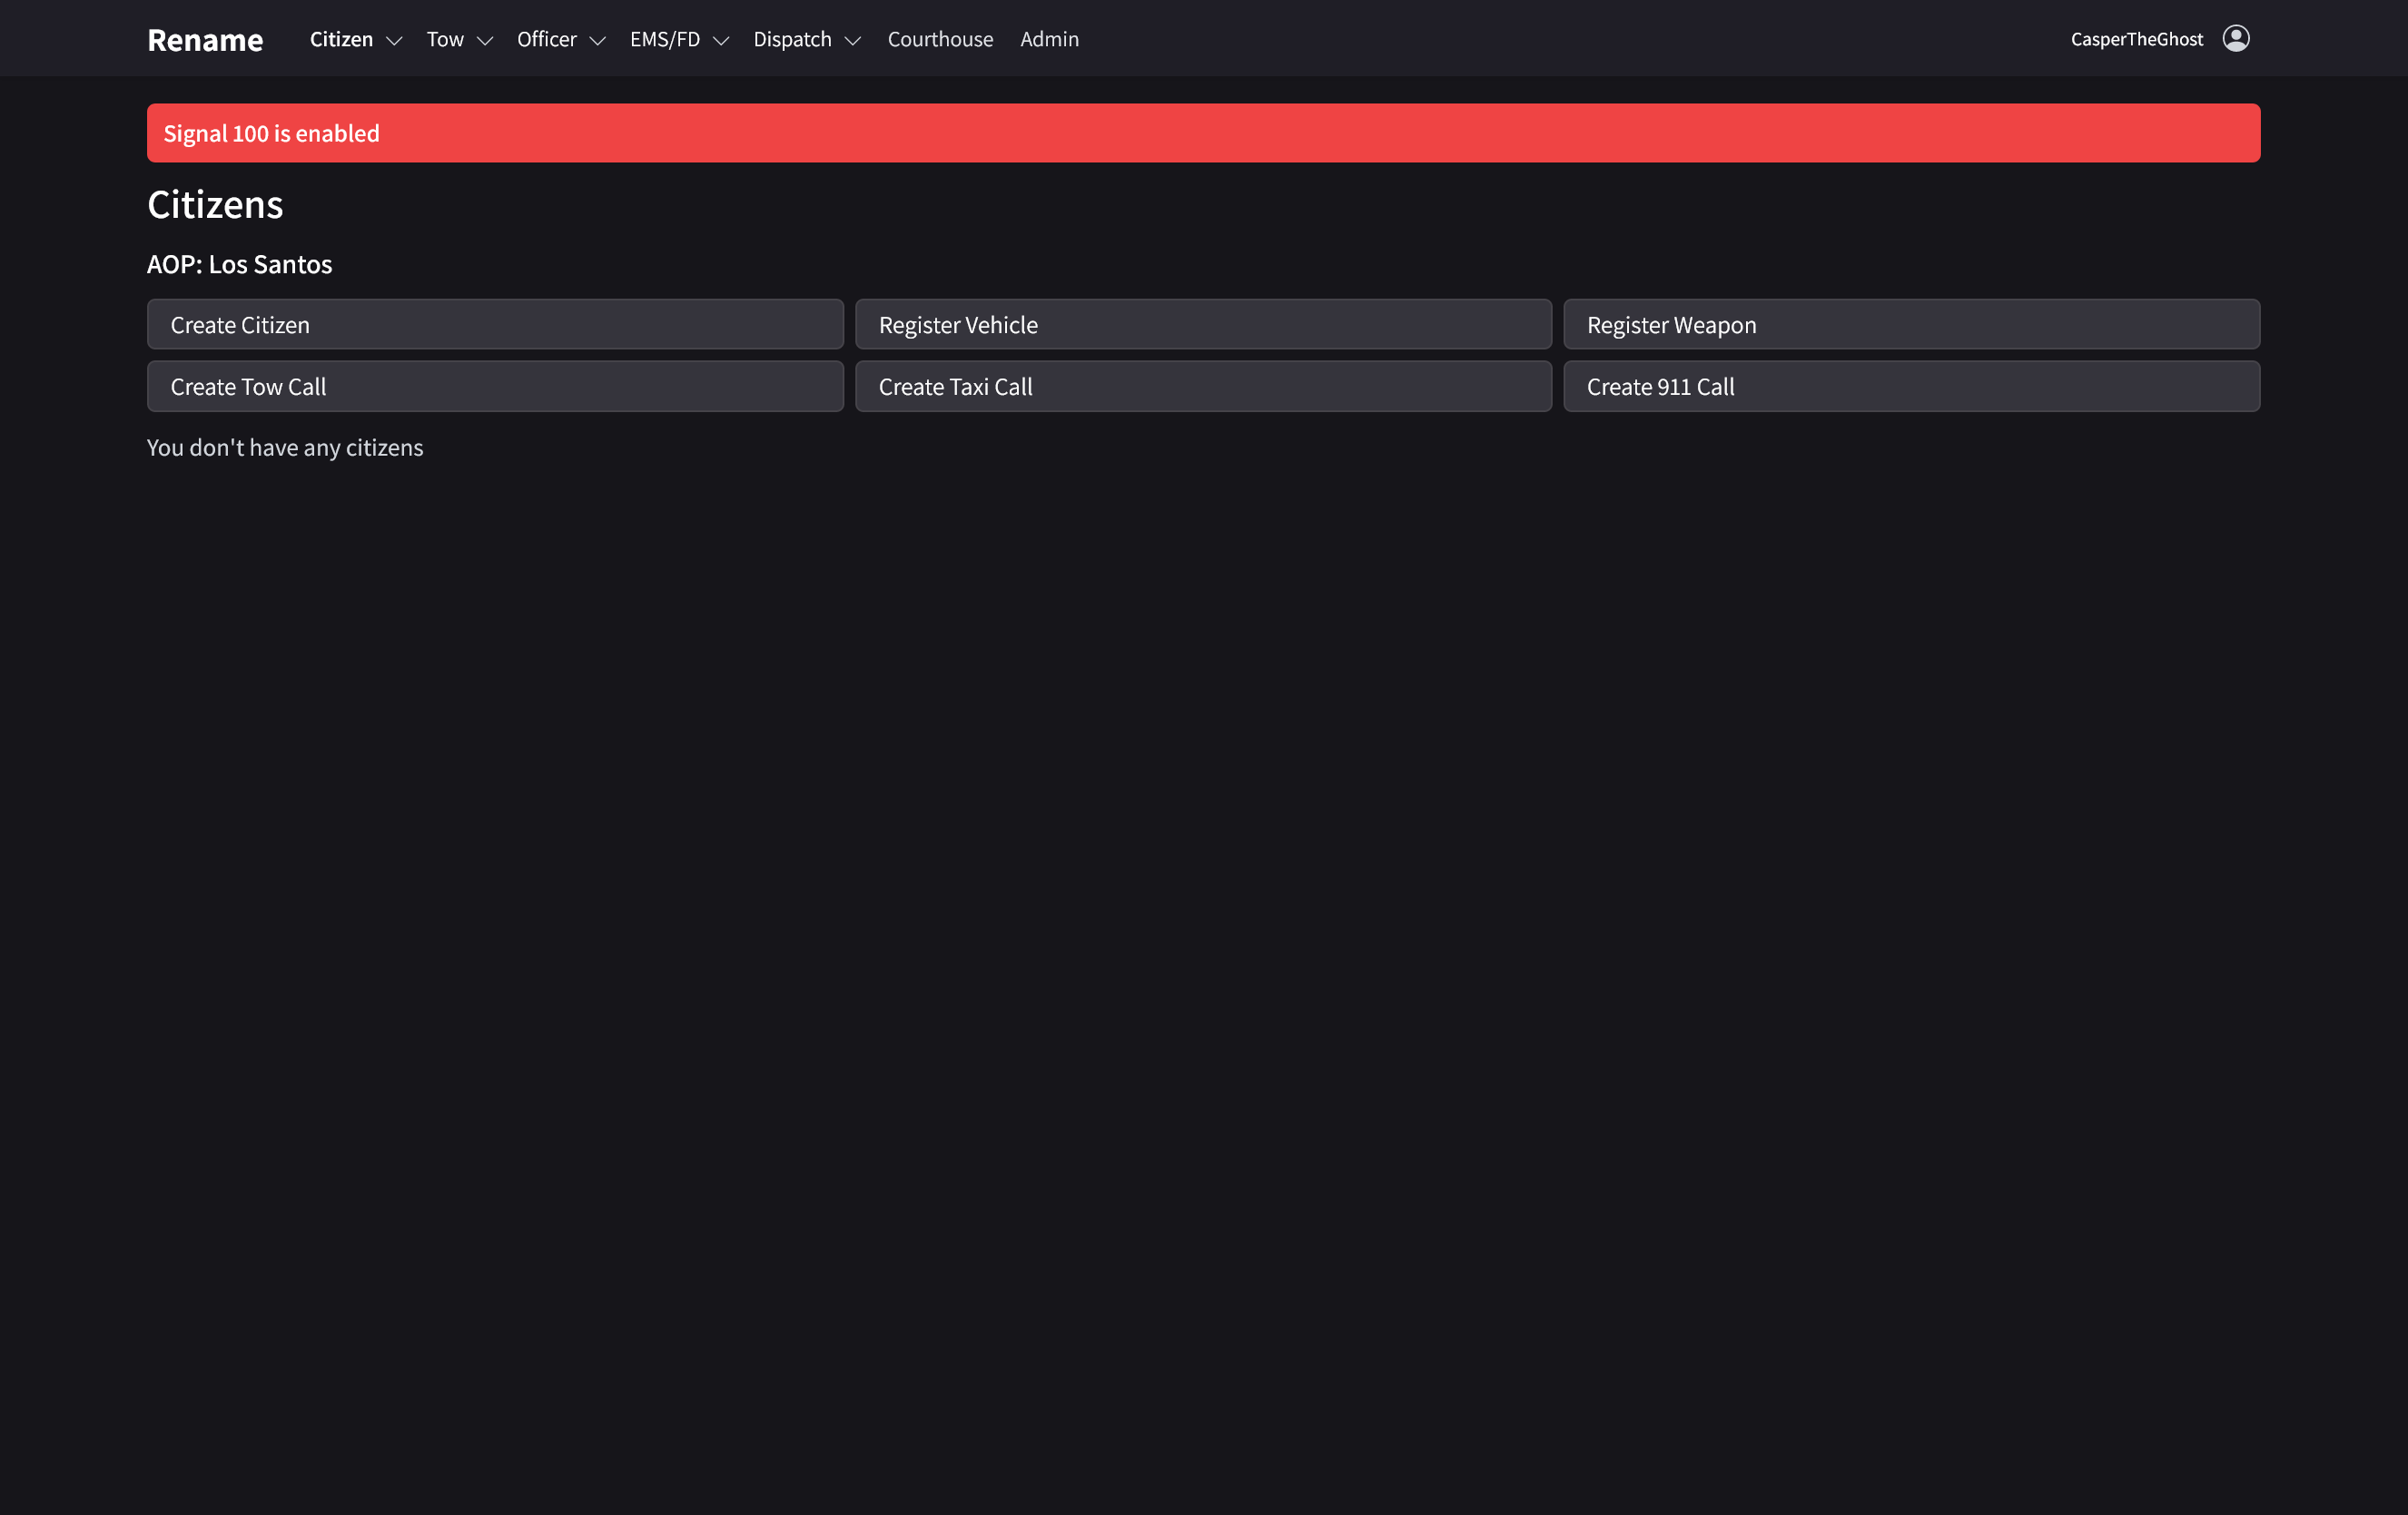 Rename Citizen Tow Officer EMS/FD Dispatch Courthouse Admin CasperTheGhost
Signal 100 is enabled
Citizens
AOP: Los Santos
Create Citizen Register Vehicle Register Weapon
Create Tow Call Create Taxi Call Create 911 Call
You don't have any citizens